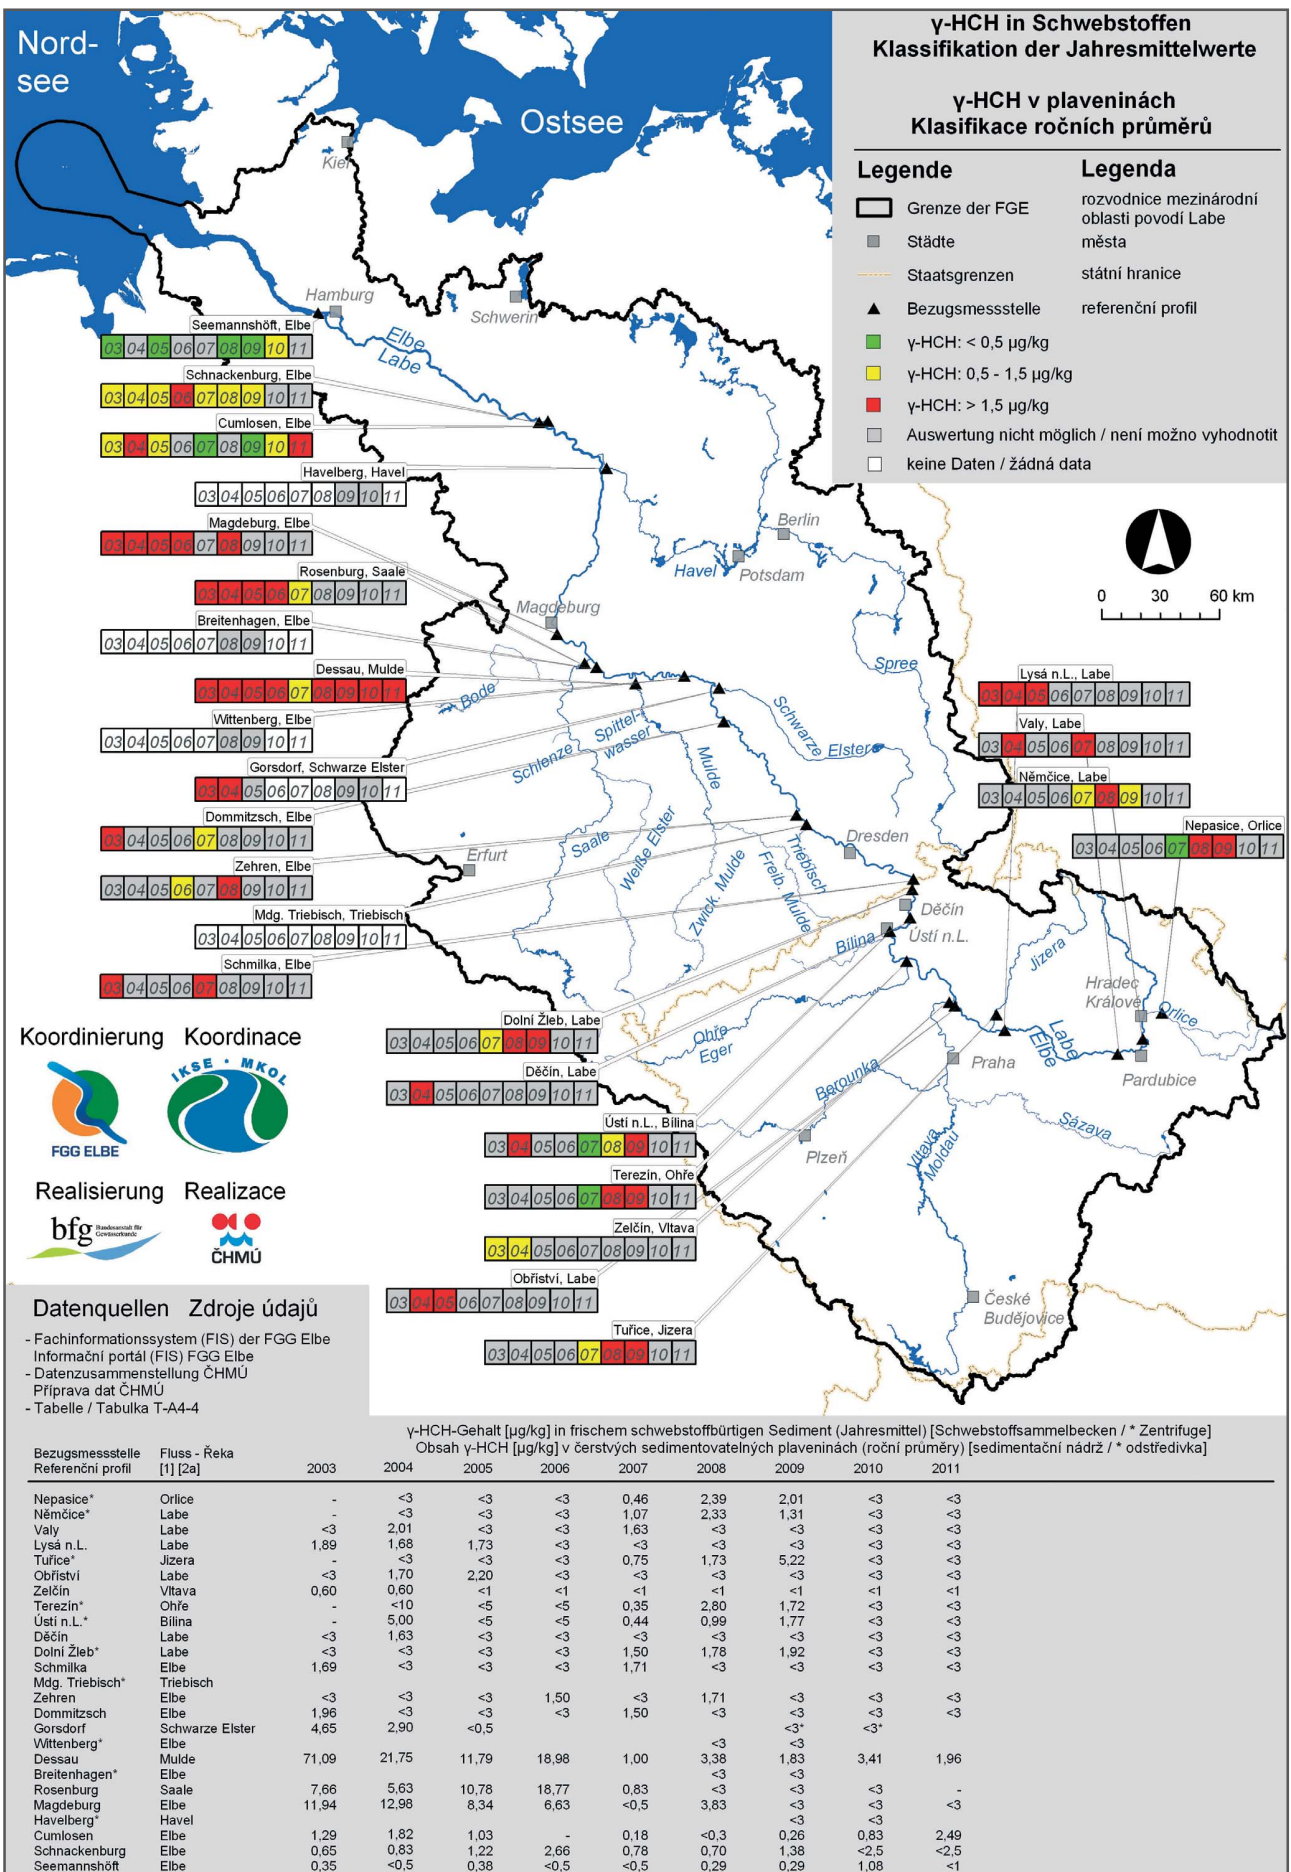 Nord-
see
Ostsee
γ-HCH in Schwebstoffen
Klassifikation der Jahresmittelwerte
γ-HCH v plaveninách
Klasifikace ročních průměrů
Legende Legenda
Grenze der FGE rozvodnice mezinárodní
oblasti povodí Labe
Städte města
Staatsgrenzen státní hranice
Bezugsmessstelle referenční profil
γ-HCH: < 0,5 µg/kg
γ-HCH: 0,5 - 1,5 µg/kg
γ-HCH: > 1,5 µg/kg
Auswertung nicht möglich / není možno vyhodnotit
keine Daten / žádná data
0 30 60 km
Kiel
Hamburg
Schwerin
Elbe
Labe
Berlin
Potsdam
Havel
Magdeburg
Spree
Bode
Schlenze
Spittel-
wasser
Schwarze Elster
Mulde
Saale
Weiße Elster
Zwick. Mulde
Freib. Mulde
Triebisch
Erfurt
Dresden
Děčín
Ústí n.L.
Bílina
Jizera
Hradec
Králové
Orlice
Ohře
Eger
Labe
Elbe
Praha
Pardubice
Berounka
Plzeň
Sázava
Vltava
Moldau
České
Budějovice
Seemannshöft, Elbe
03 04 05 06 07 08 09 10 11
Schnackenburg, Elbe
03 04 05 06 07 08 09 10 11
Cumlosen, Elbe
03 04 05 06 07 08 09 10 11
Havelberg, Havel
03 04 05 06 07 08 09 10 11
Magdeburg, Elbe
03 04 05 06 07 08 09 10 11
Rosenburg, Saale
03 04 05 06 07 08 09 10 11
Breitenhagen, Elbe
03 04 05 06 07 08 09 10 11
Dessau, Mulde
03 04 05 06 07 08 09 10 11
Wittenberg, Elbe
03 04 05 06 07 08 09 10 11
Gorsdorf, Schwarze Elster
03 04 05 06 07 08 09 10 11
Dommitzsch, Elbe
03 04 05 06 07 08 09 10 11
Zehren, Elbe
03 04 05 06 07 08 09 10 11
Mdg. Triebisch, Triebisch
03 04 05 06 07 08 09 10 11
Schmilka, Elbe
03 04 05 06 07 08 09 10 11
Lysá n.L., Labe
03 04 05 06 07 08 09 10 11
Valy, Labe
03 04 05 06 07 08 09 10 11
Němčice, Labe
03 04 05 06 07 08 09 10 11
Nepasice, Orlice
03 04 05 06 07 08 09 10 11
Dolní Žleb, Labe
03 04 05 06 07 08 09 10 11
Děčín, Labe
03 04 05 06 07 08 09 10 11
Ústí n.L., Bílina
03 04 05 06 07 08 09 10 11
Terezín, Ohře
03 04 05 06 07 08 09 10 11
Zelčín, Vltava
03 04 05 06 07 08 09 10 11
Obříství, Labe
03 04 05 06 07 08 09 10 11
Tuřice, Jizera
03 04 05 06 07 08 09 10 11
Koordinierung Koordinace
FGG ELBE
IKSE • MKOL
Realisierung Realizace
bfg Bundesanstalt für
Gewässerkunde
ČHMÚ
Datenquellen Zdroje údajů
- Fachinformationssystem (FIS) der FGG Elbe
Informační portál (FIS) FGG Elbe
- Datenzusammenstellung ČHMÚ
Příprava dat ČHMÚ
- Tabelle / Tabulka T-A4-4
γ-HCH-Gehalt [µg/kg] in frischem schwebstoffbürtigen Sediment (Jahresmittel) [Schwebstoffsammelbecken / * Zentrifuge]
Obsah γ-HCH [µg/kg] v čerstvých sedimentovatelných plaveninách (roční průměry) [sedimentační nádrž / * odstředivka]
Bezugsmessstelle Fluss - Řeka
Referenční profil [1] [2a] 2003 2004 2005 2006 2007 2008 2009 2010 2011
Nepasice* Orlice - <3 <3 <3 0,46 2,39 2,01 <3 <3
Němčice* Labe - <3 <3 <3 1,07 2,33 1,31 <3 <3
Valy Labe <3 2,01 <3 <3 1,63 <3 <3 <3 <3
Lysá n.L. Labe 1,89 1,68 1,73 <3 <3 <3 <3 <3 <3
Tuřice* Jizera - <3 <3 <3 0,75 1,73 5,22 <3 <3
Obříství Labe <3 1,70 2,20 <3 <3 <3 <3 <3 <3
Zelčín Vltava 0,60 0,60 <1 <1 <1 <1 <1 <1 <1
Terezín* Ohře - <10 <5 <5 0,35 2,80 1,72 <3 <3
Ústí n.L.* Bílina - 5,00 <5 <5 0,44 0,99 1,77 <3 <3
Děčín Labe <3 1,63 <3 <3 <3 <3 <3 <3 <3
Dolní Žleb* Labe <3 <3 <3 <3 1,50 1,78 1,92 <3 <3
Schmilka Elbe 1,69 <3 <3 <3 1,71 <3 <3 <3 <3
Mdg. Triebisch* Triebisch
Zehren Elbe <3 <3 <3 1,50 <3 1,71 <3 <3 <3
Dommitzsch Elbe 1,96 <3 <3 <3 1,50 <3 <3 <3 <3
Gorsdorf Schwarze Elster 4,65 2,90 <0,5 <3* <3*
Wittenberg* Elbe <3 <3
Dessau Mulde 71,09 21,75 11,79 18,98 1,00 3,38 1,83 3,41 1,96
Breitenhagen* Elbe <3 <3
Rosenburg Saale 7,66 5,63 10,78 18,77 0,83 <3 <3 <3 -
Magdeburg Elbe 11,94 12,98 8,34 6,63 <0,5 3,83 <3 <3 <3
Havelberg* Havel <3 <3
Cumlosen Elbe 1,29 1,82 1,03 - 0,18 <0,3 0,26 0,83 2,49
Schnackenburg Elbe 0,65 0,83 1,22 2,66 0,78 0,70 1,38 <2,5 <2,5
Seemannshöft Elbe 0,35 <0,5 0,38 <0,5 <0,5 0,29 0,29 1,08 <1